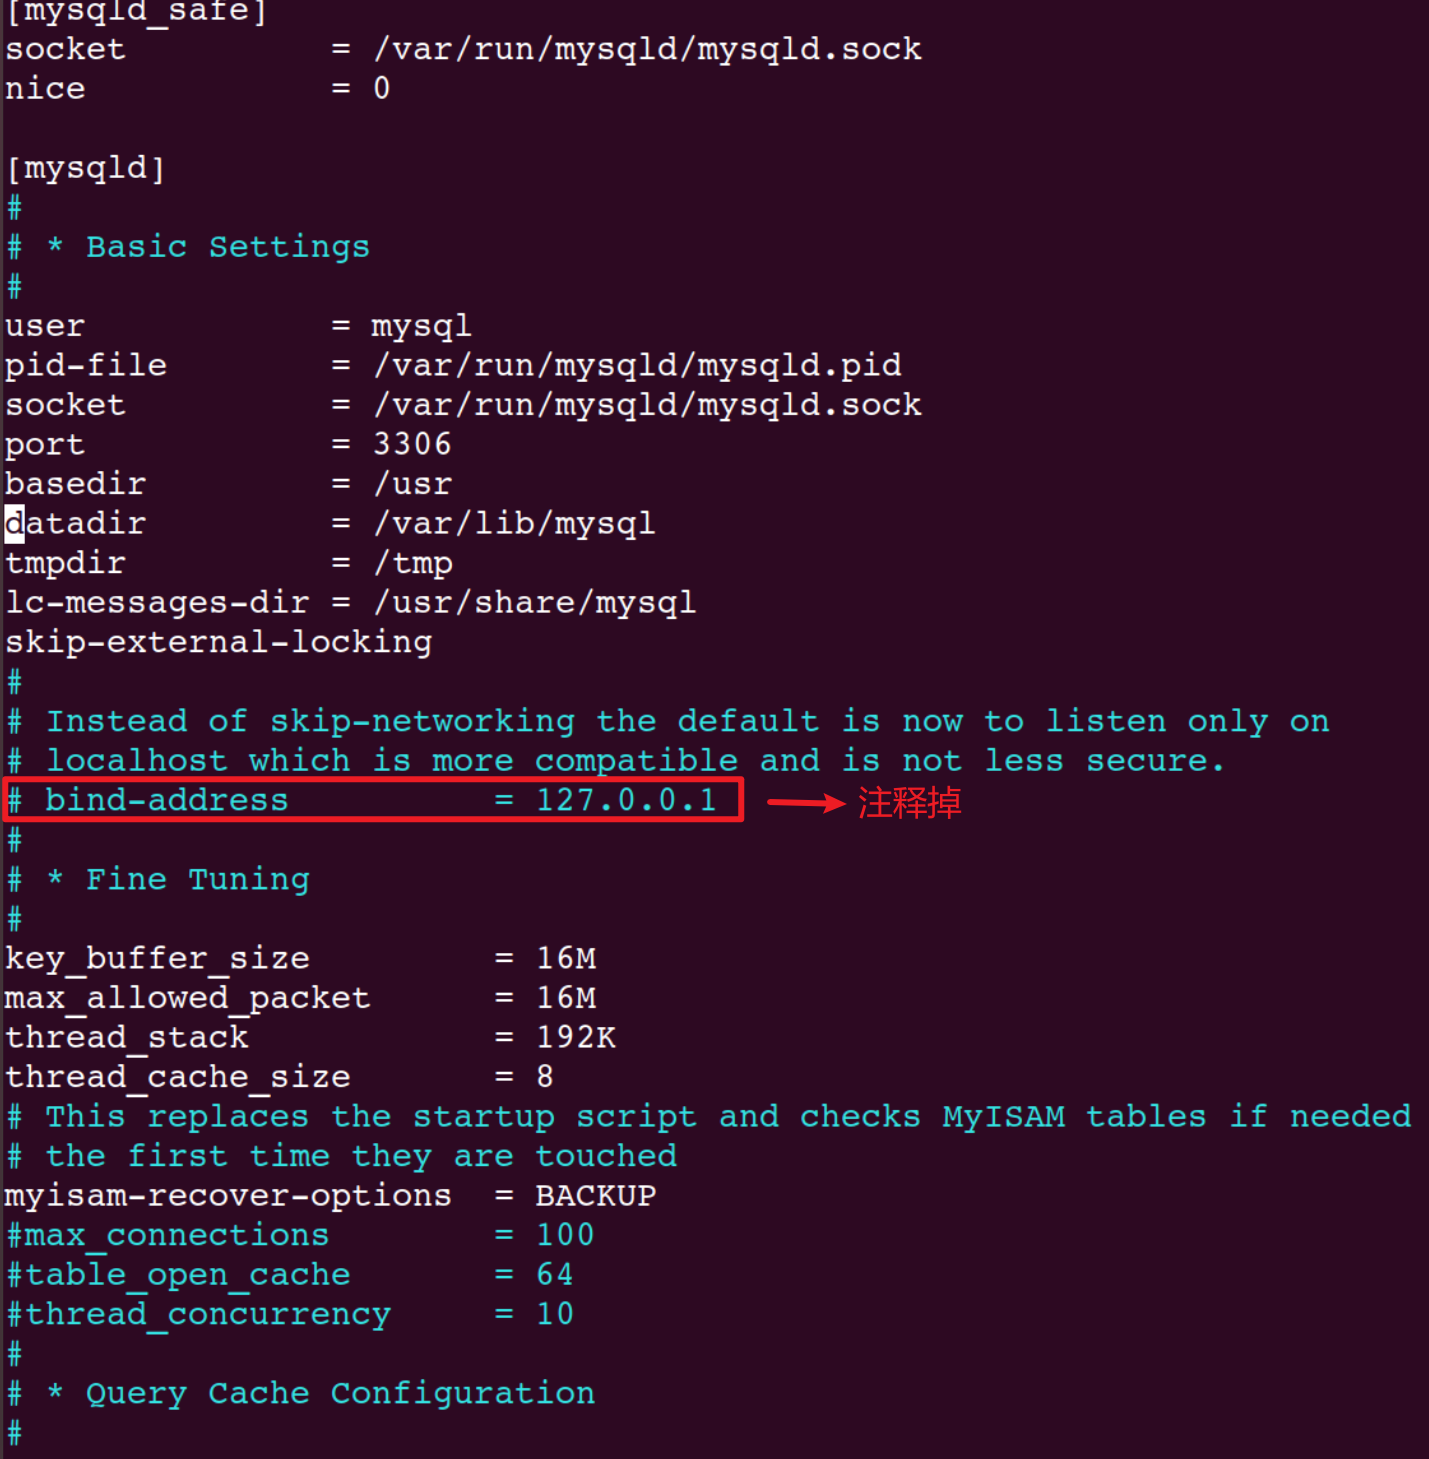 [mysqld_safe]
socket = /var/run/mysqld/mysqld.sock
nice = 0
[mysqld]
#
# * Basic Settings
#
user = mysql
pid-file = /var/run/mysqld/mysqld.pid
socket = /var/run/mysqld/mysqld.sock
port = 3306
basedir = /usr
datadir = /var/lib/mysql
tmpdir = /tmp
lc-messages-dir = /usr/share/mysql
skip-external-locking
#
# Instead of skip-networking the default is now to listen only on
# localhost which is more compatible and is not less secure.
# bind-address = 127.0.0.1 注释掉
#
# * Fine Tuning
#
key_buffer_size = 16M
max_allowed_packet = 16M
thread_stack = 192K
thread_cache_size = 8
# This replaces the startup script and checks MyISAM tables if needed
# the first time they are touched
myisam-recover-options = BACKUP
#max_connections = 100
#table_open_cache = 64
#thread_concurrency = 10
#
# * Query Cache Configuration
#